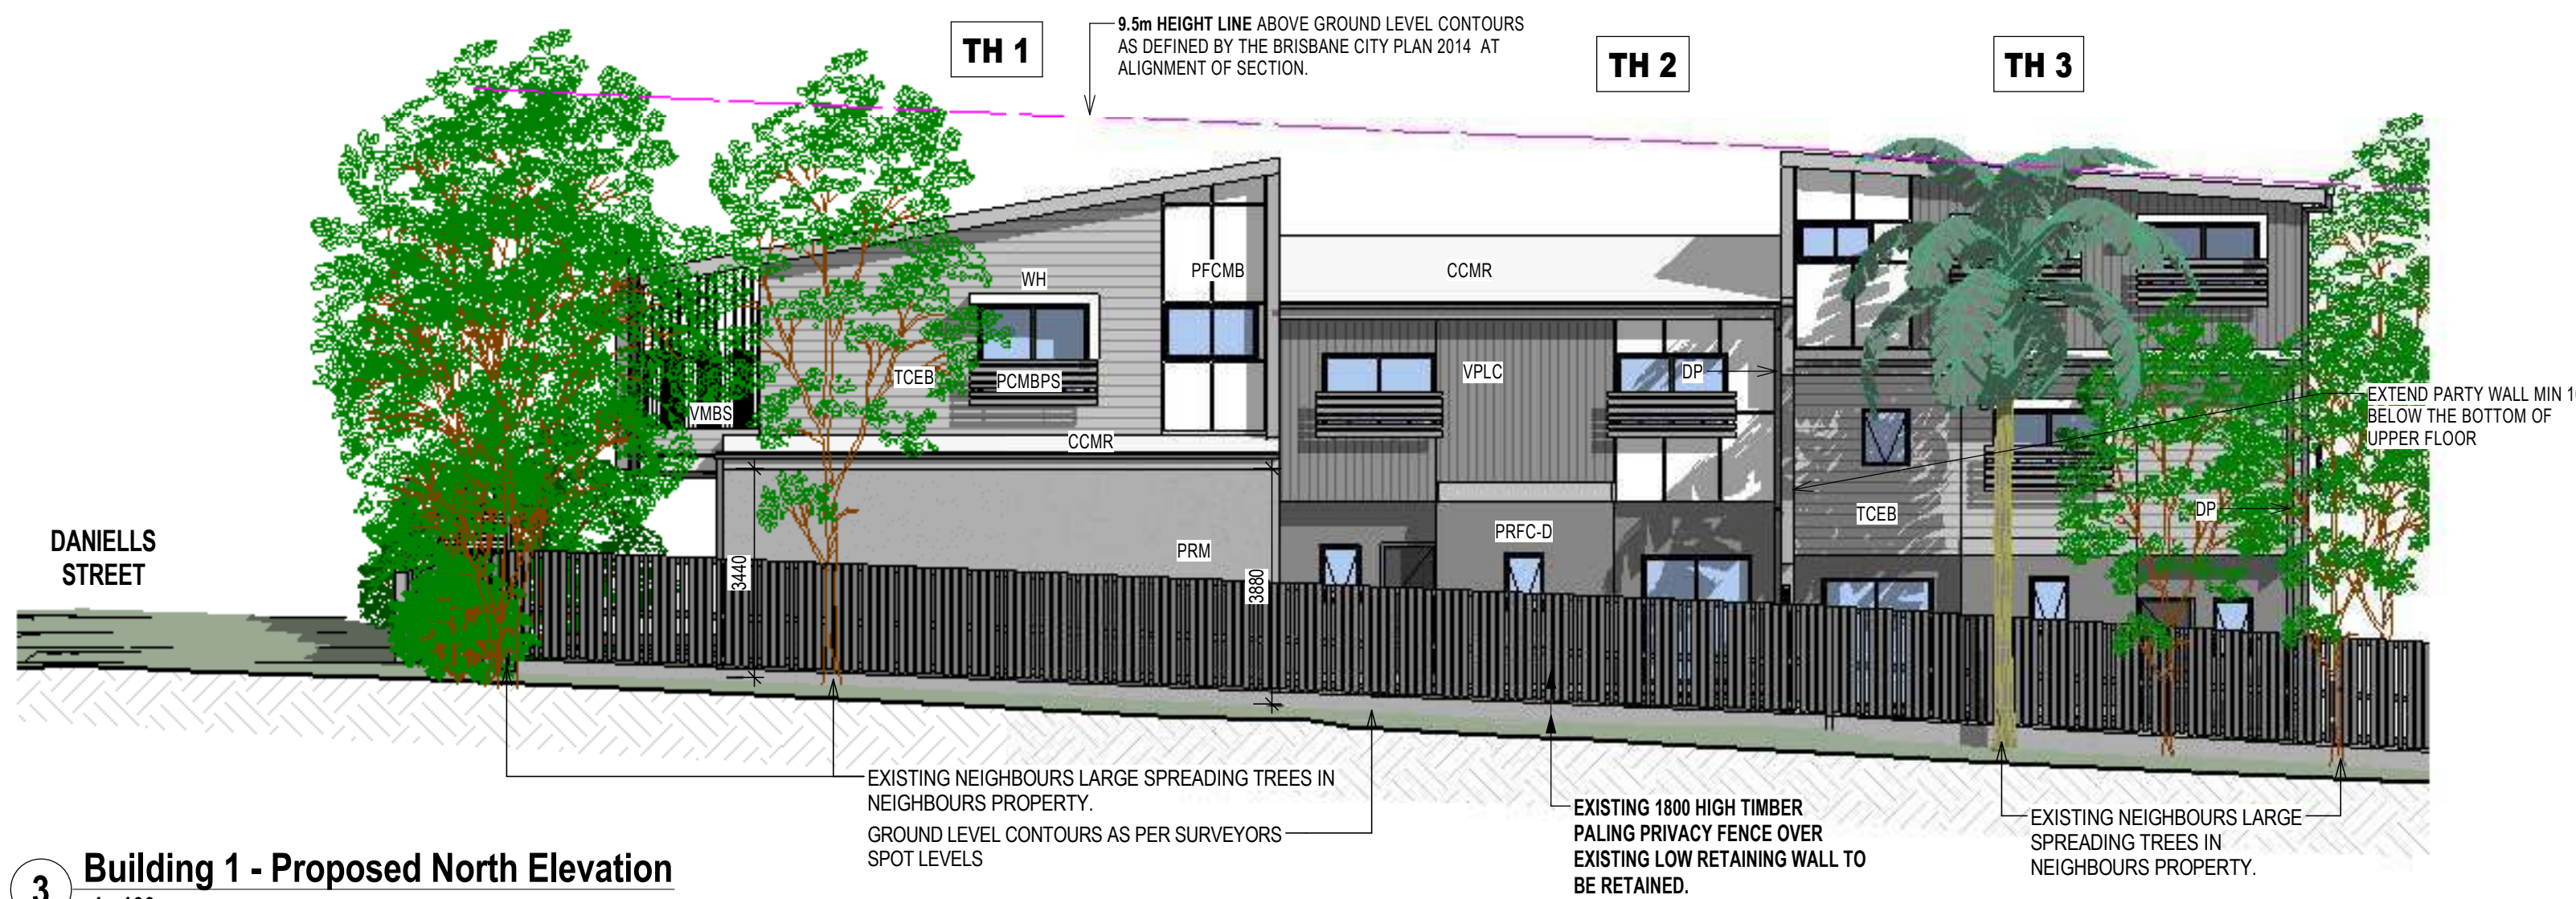 TH 1
9.5m HEIGHT LINE ABOVE GROUND LEVEL CONTOURS
AS DEFINED BY THE BRISBANE CITY PLAN 2014 AT
ALIGNMENT OF SECTION.
TH 2
TH 3
WH
PFCMB
CCMR
TCEB
PCMBPS
VPLC
DP
VMBS
CCMR
EXTEND PARTY WALL MIN
BELOW THE BOTTOM OF
UPPER FLOOR
TCEB
DP
PRFC-D
PRM
3440
3880
DANIELLS
STREET
EXISTING NEIGHBOURS LARGE SPREADING TREES IN
NEIGHBOURS PROPERTY.
GROUND LEVEL CONTOURS AS PER SURVEYORS
SPOT LEVELS
EXISTING 1800 HIGH TIMBER
PALING PRIVACY FENCE OVER
EXISTING LOW RETAINING WALL TO
BE RETAINED.
EXISTING NEIGHBOURS LARGE
SPREADING TREES IN
NEIGHBOURS PROPERTY.
3
Building 1 - Proposed North Elevation